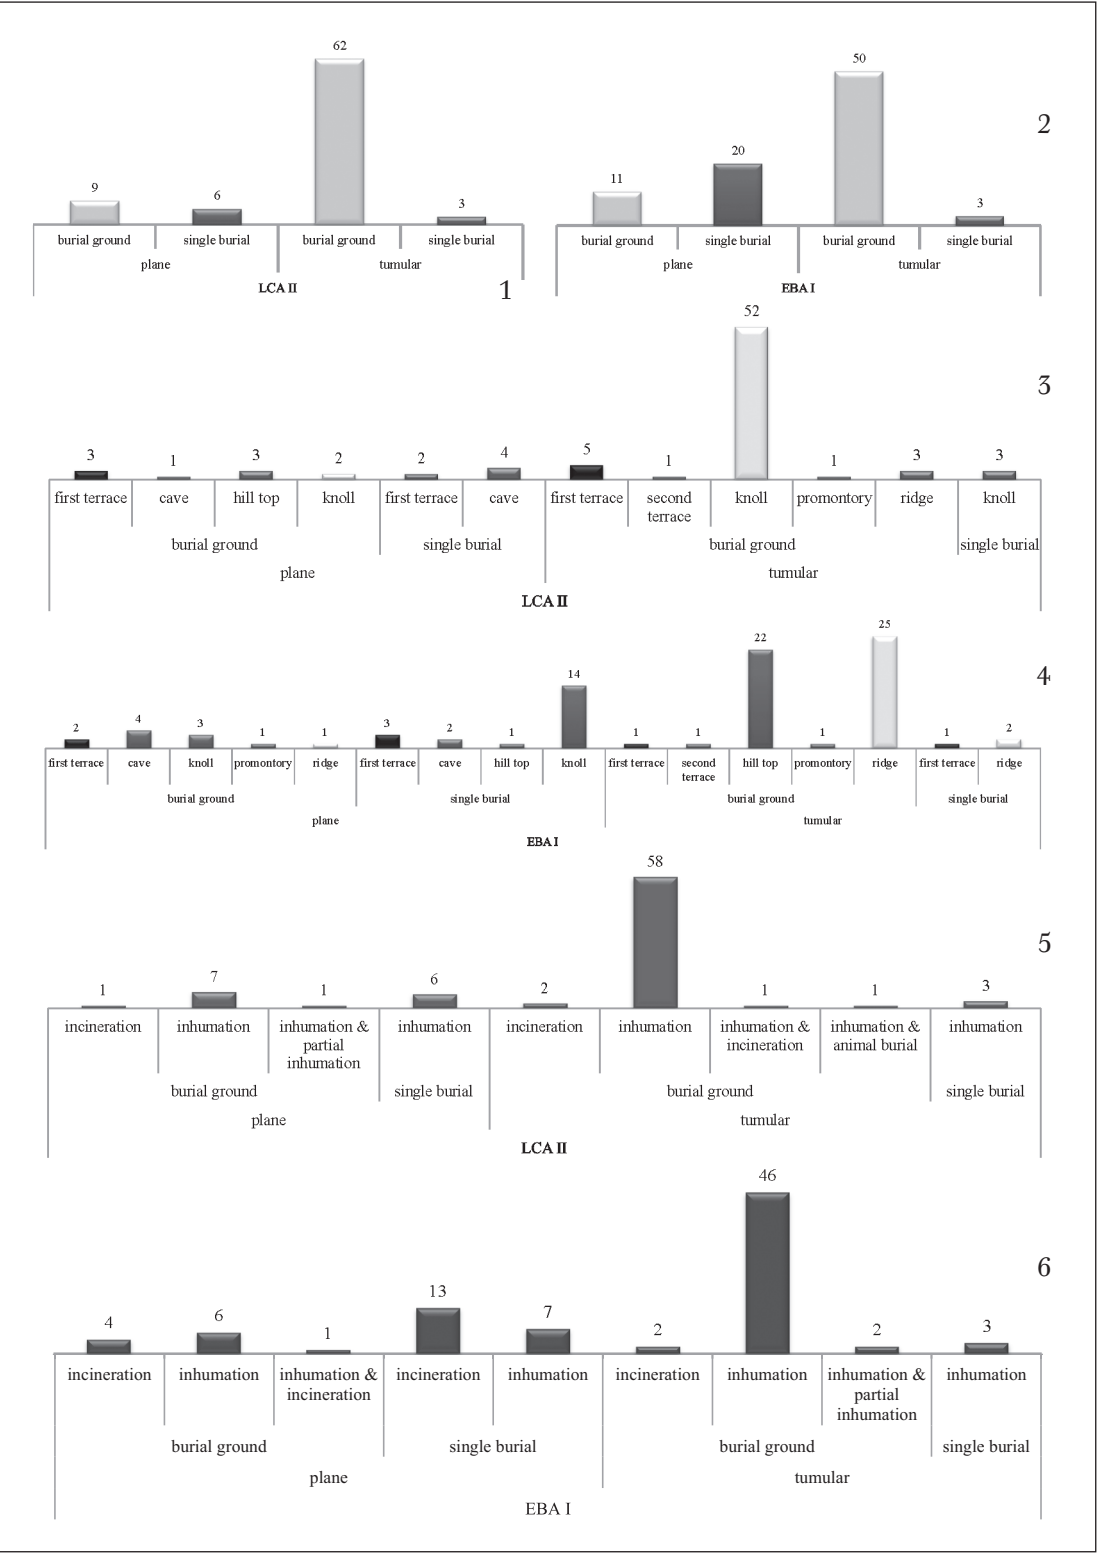 62
9
6
3
burial ground
single burial
burial ground
single burial
plane
tumular
LCA II
1
50
11
20
3
burial ground
single burial
burial ground
single burial
plane
tumular
EBA I
2
52
3
1
3
2
2
4
5
1
1
3
3
first terrace
cave
hill top
knoll
first terrace
cave
first terrace
second
terrace
knoll
promontory
ridge
knoll
burial ground
single burial
burial ground
single burial
plane
tumular
LCA II
3
2
4
3
1
1
3
2
1
14
1
1
22
1
25
1
2
first terrace
cave
knoll
promontory
ridge
first terrace
cave
hill top
knoll
first terrace
second
terrace
hill top
promontory
ridge
first terrace
ridge
burial ground
single burial
burial ground
single burial
plane
tumular
EBA I
4
1
7
1
6
2
58
1
1
3
incineration
inhumation
inhumation &
partial
inhumation
inhumation
incineration
inhumation
inhumation &
incineration
inhumation &
animal burial
inhumation
burial ground
single burial
burial ground
single burial
plane
tumular
LCA II
5
4
6
1
13
7
2
46
2
3
incineration
inhumation
inhumation &
incineration
incineration
inhumation
incineration
inhumation
inhumation &
partial
inhumation
inhumation
burial ground
single burial
burial ground
single burial
plane
tumular
EBA I
6